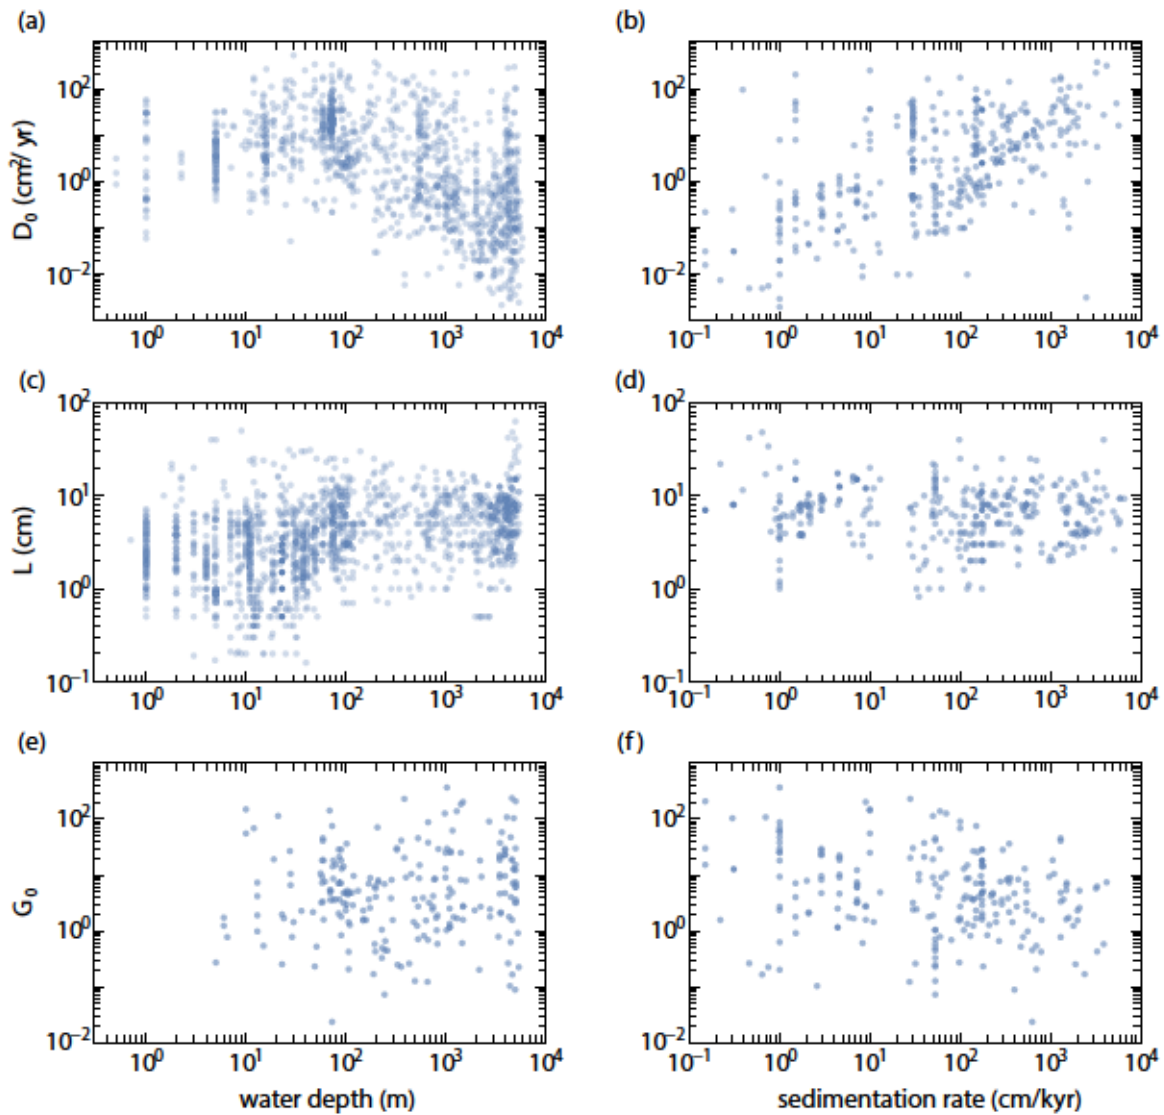 (a)
(b)
D₀ (cm²/ yr)
10²
10⁰
10⁻²
10⁰ 10¹ 10² 10³ 10⁴
10²
10⁰
10⁻²
10⁻¹ 10⁰ 10¹ 10² 10³ 10⁴
(c)
(d)
L (cm)
10²
10¹
10⁰
10⁻¹
10⁰ 10¹ 10² 10³ 10⁴
10²
10¹
10⁰
10⁻¹
10⁻¹ 10⁰ 10¹ 10² 10³ 10⁴
(e)
(f)
G₀
10²
10⁰
10⁻²
10⁰ 10¹ 10² 10³ 10⁴
10²
10⁰
10⁻²
10⁻¹ 10⁰ 10¹ 10² 10³ 10⁴
water depth (m)
sedimentation rate (cm/kyr)